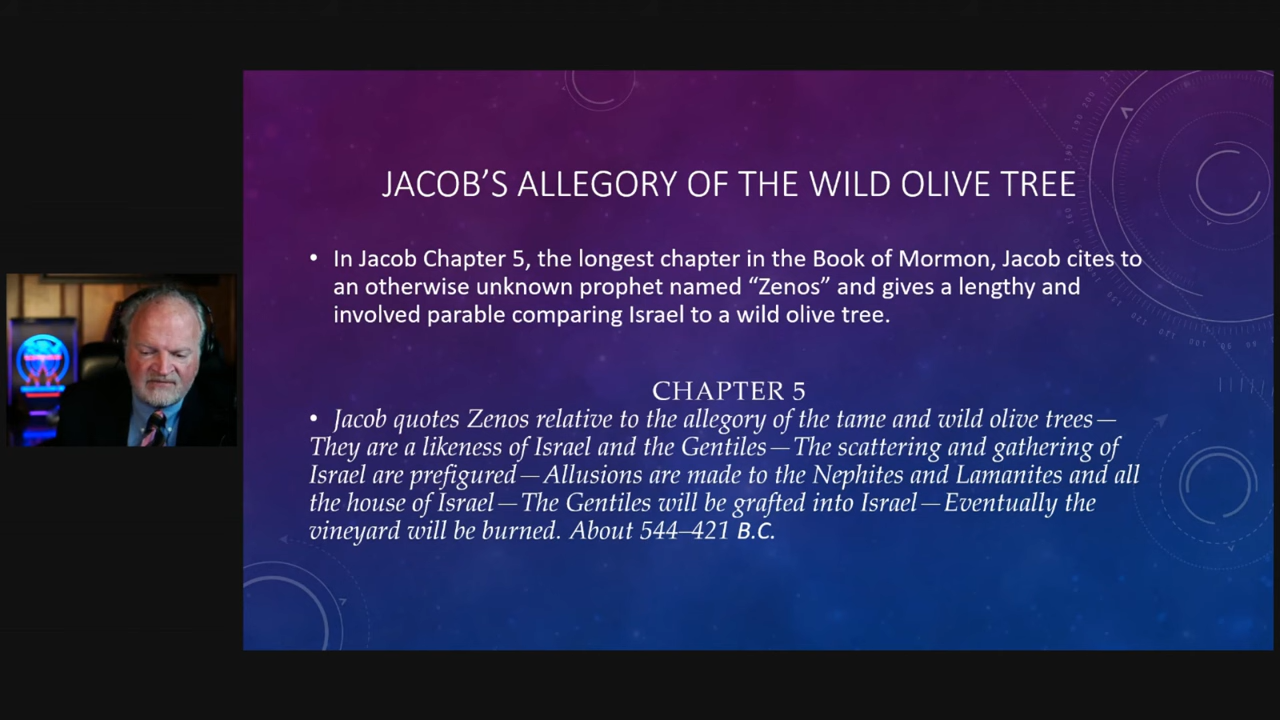 JACOB’S ALLEGORY OF THE WILD OLIVE TREE
• In Jacob Chapter 5, the longest chapter in the Book of Mormon, Jacob cites to
an otherwise unknown prophet named “Zenos” and gives a lengthy and
involved parable comparing Israel to a wild olive tree.
CHAPTER 5
• Jacob quotes Zenos relative to the allegory of the tame and wild olive trees—
They are a likeness of Israel and the Gentiles—The scattering and gathering of
Israel are prefigured—Allusions are made to the Nephites and Lamanites and all
the house of Israel—The Gentiles will be grafted into Israel—Eventually the
vineyard will be burned. About 544–421 B.C.